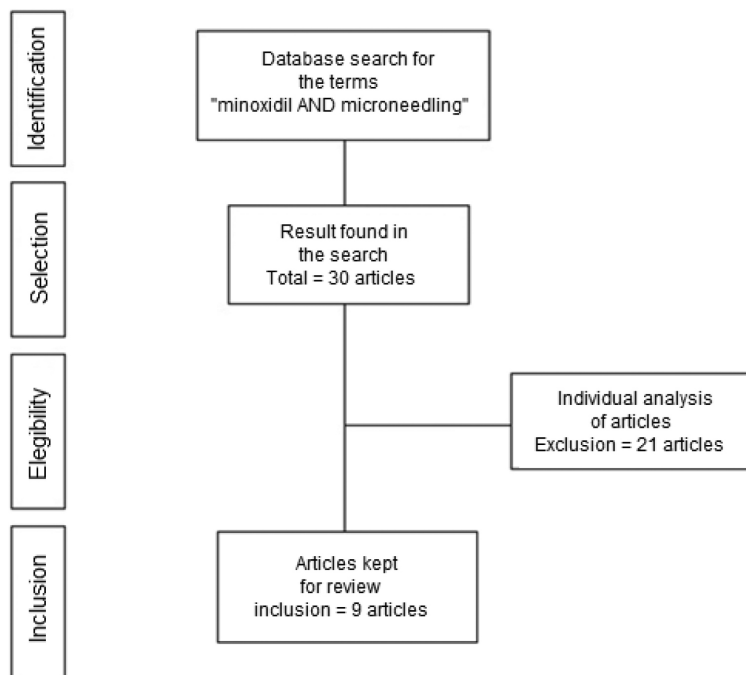 Identification
Database search for
the terms
"minoxidil AND microneedling"
Selection
Result found in
the search
Total = 30 articles
Elegibility
Individual analysis
of articles
Exclusion = 21 articles
Inclusion
Articles kept
for review
inclusion = 9 articles